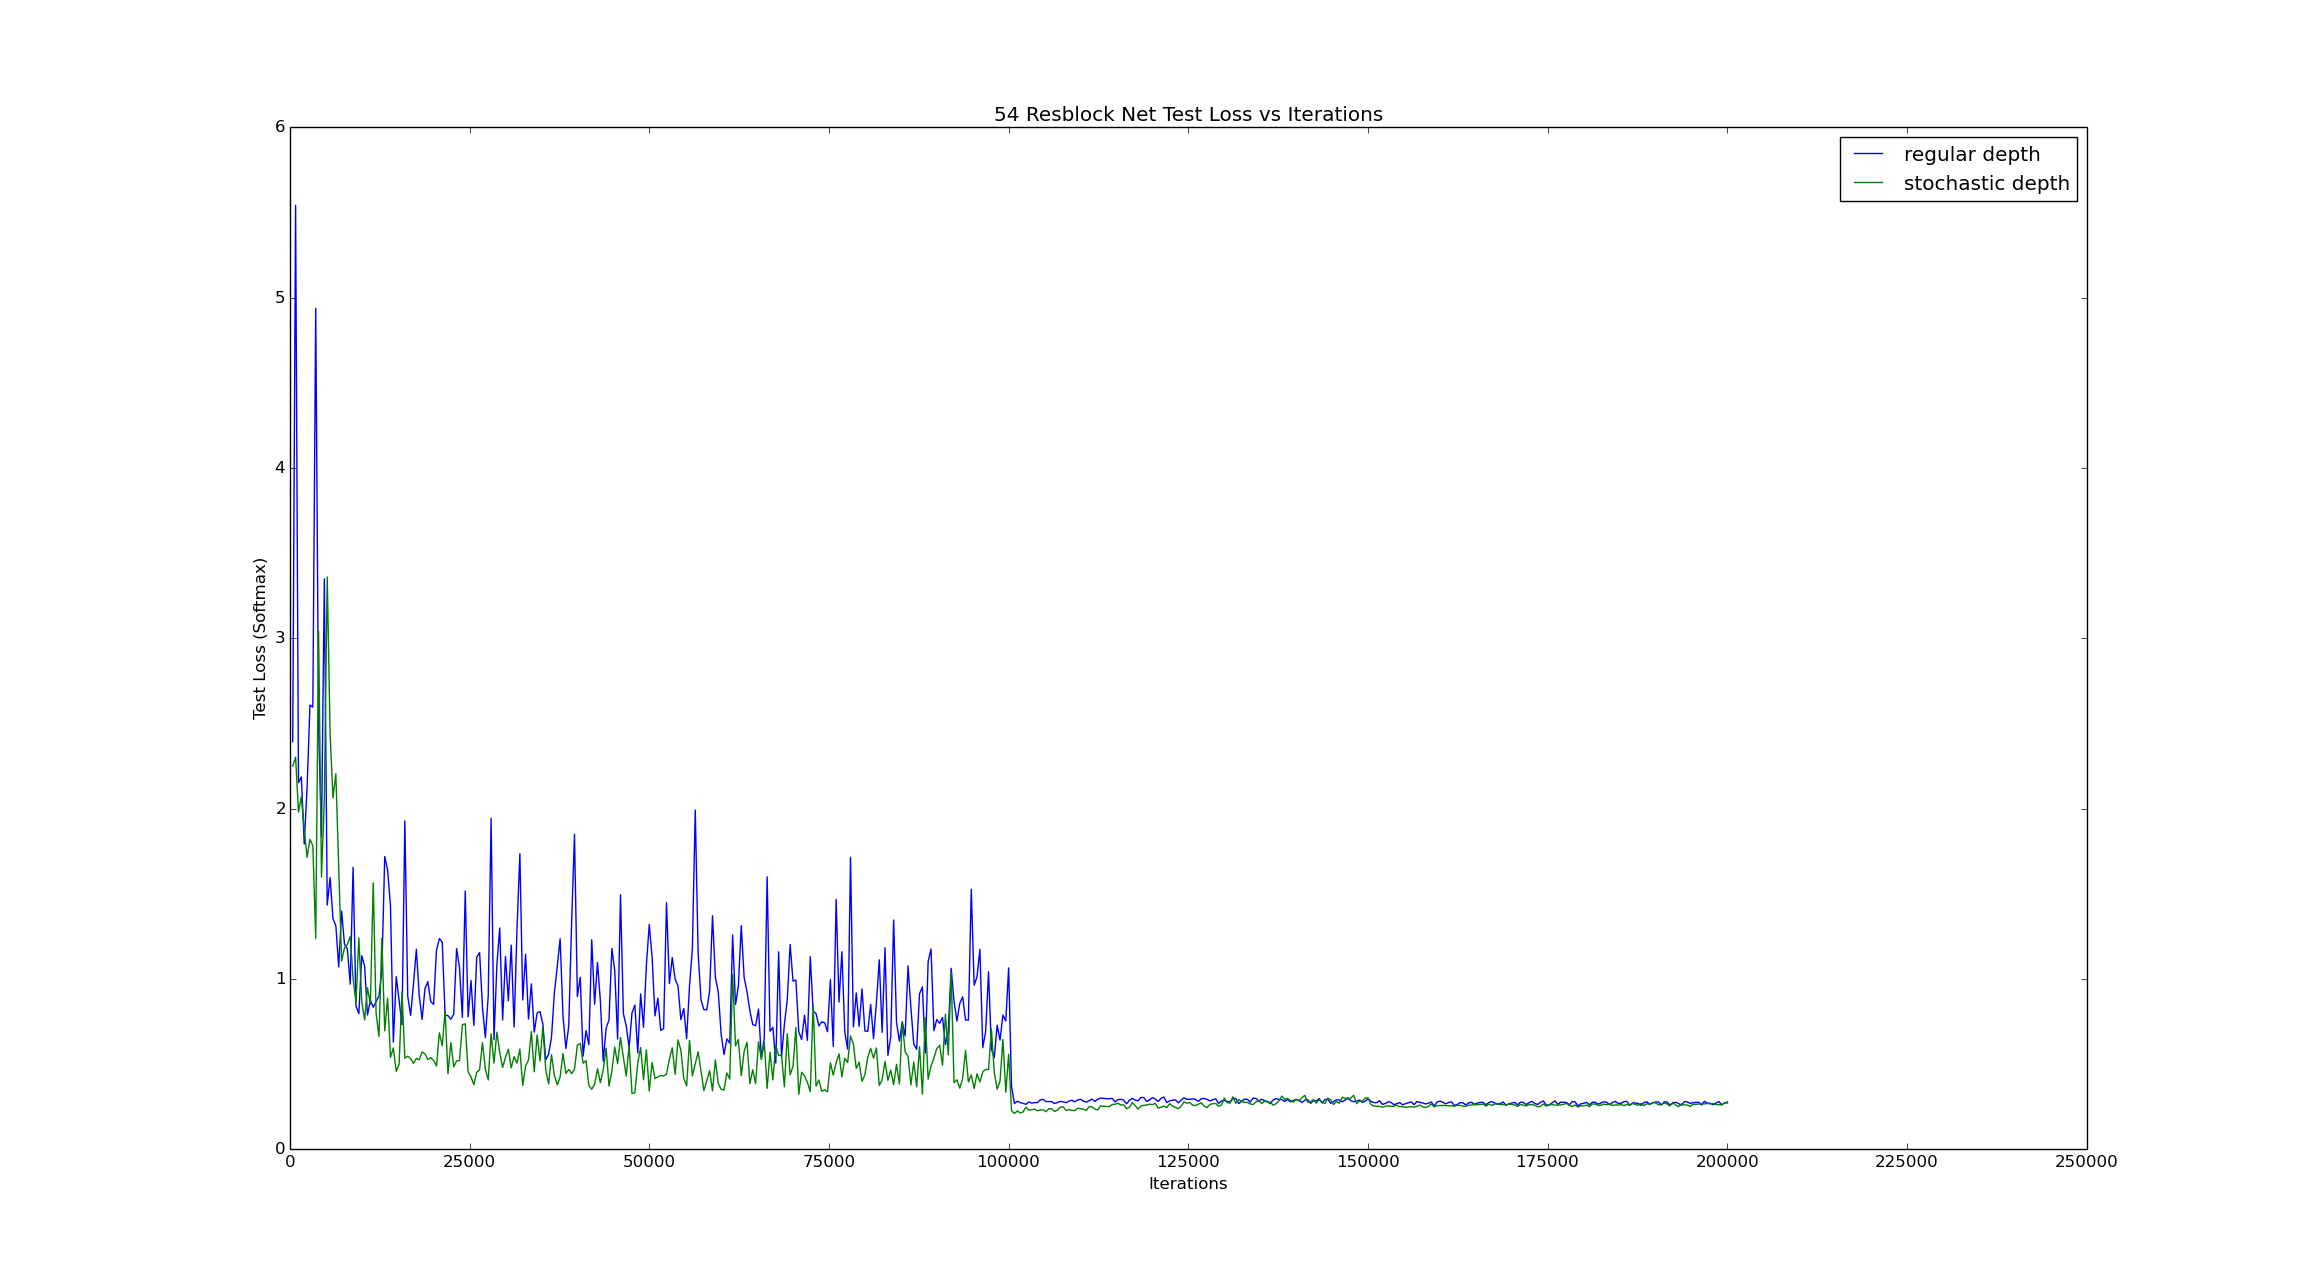 54 Resblock Net Test Loss vs Iterations
regular depth
stochastic depth
Test Loss (Softmax)
6
5
4
3
2
1
0
0 25000 50000 75000 100000 125000 150000 175000 200000 225000 250000
Iterations